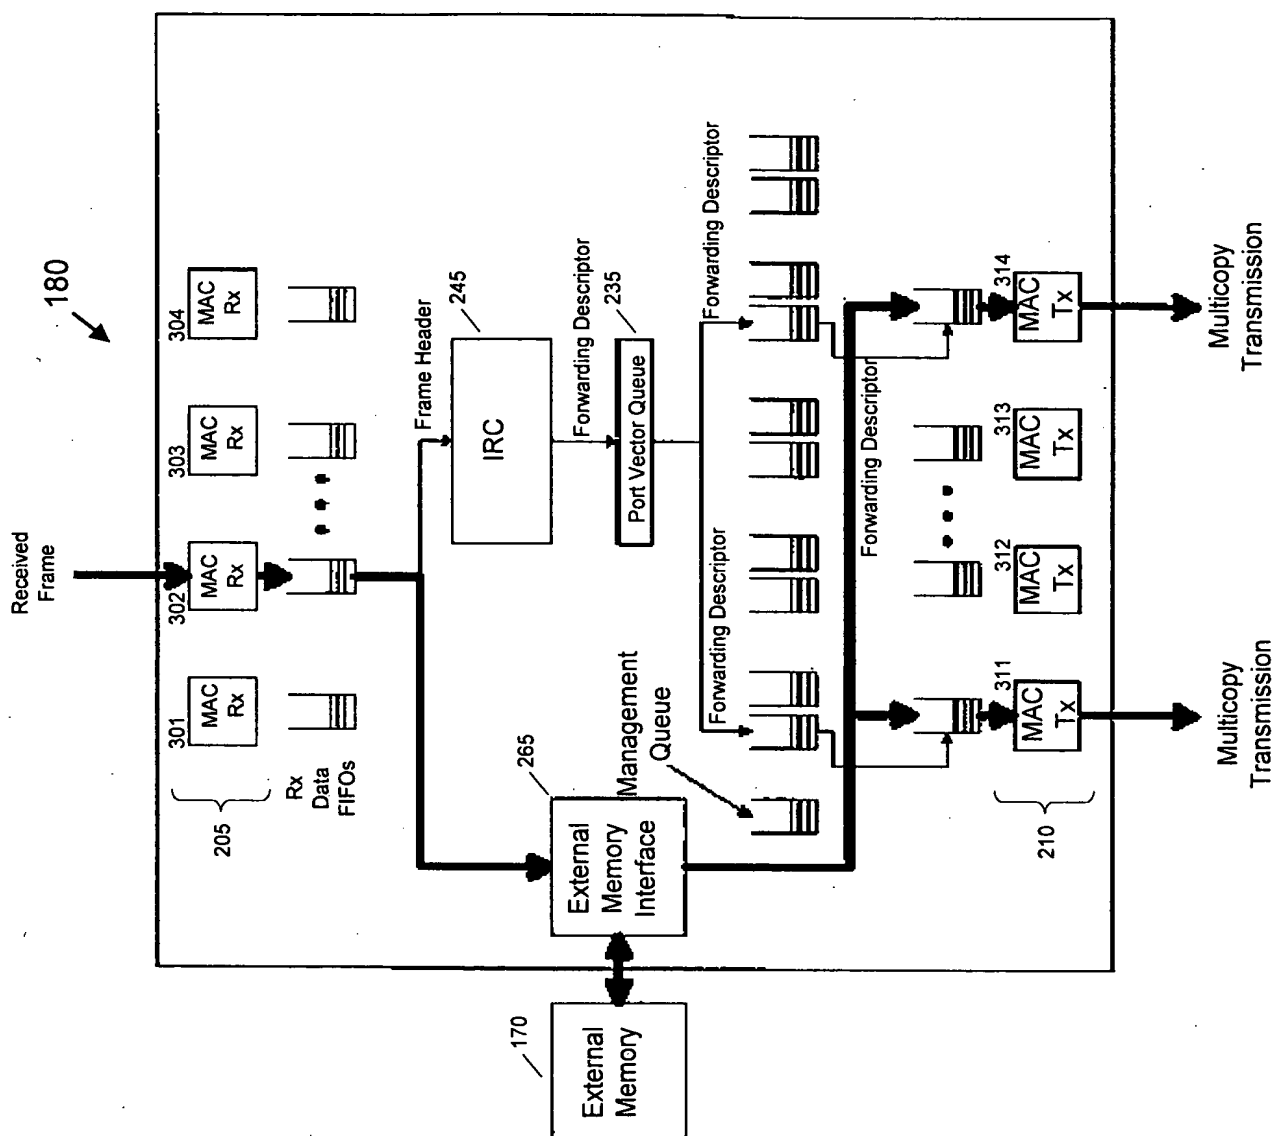 180
Received
Frame
301
MAC
Rx
302
MAC
Rx
303
MAC
Rx
304
MAC
Rx
205
Rx
Data
FIFOs
Frame Header
245
IRC
Forwarding Descriptor
235
Port Vector Queue
170
External
Memory
265
External
Memory
Interface
Management
Queue
Forwarding Descriptor
Forwarding Descriptor
Forwarding Descriptor
210
311
MAC
Tx
312
MAC
Tx
313
MAC
Tx
314
MAC
Tx
Multicopy
Transmission
Multicopy
Transmission